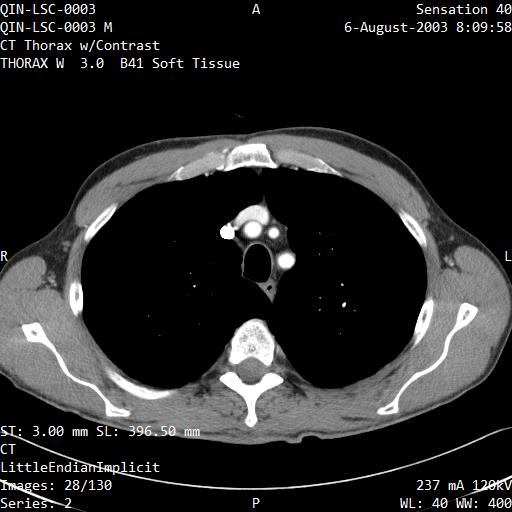 QIN-LSC-0003 A Sensation 40
QIN-LSC-0003 M 6-August-2003 8:09:58
CT Thorax w/Contrast
THORAX W 3.0 B41 Soft Tissue
R L
ST: 3.00 mm SL: 396.50 mm
CT
LittleEndianImplicit
Images: 28/130 237 mA 120kV
Series: 2 P WL: 40 WW: 400